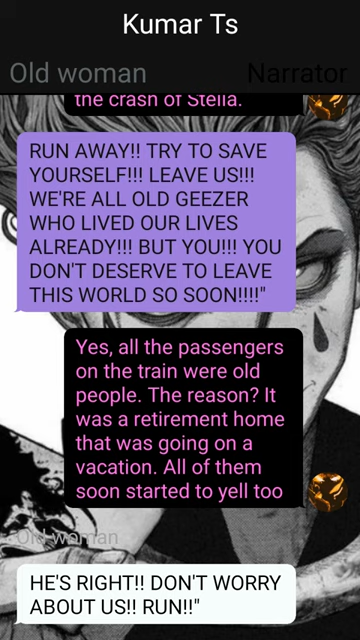 Kumar Ts
Old woman
Narrator
the crash of Stella.
RUN AWAY!! TRY TO SAVE
YOURSELF!!! LEAVE US!!!
WE'RE ALL OLD GEEZER
WHO LIVED OUR LIVES
ALREADY!!! BUT YOU!!! YOU
DON'T DESERVE TO LEAVE
THIS WORLD SO SOON!!!!"
Yes, all the passengers
on the train were old
people. The reason? It
was a retirement home
that was going on a
vacation. All of them
soon started to yell too
Old woman
HE'S RIGHT!! DON'T WORRY
ABOUT US!! RUN!!"